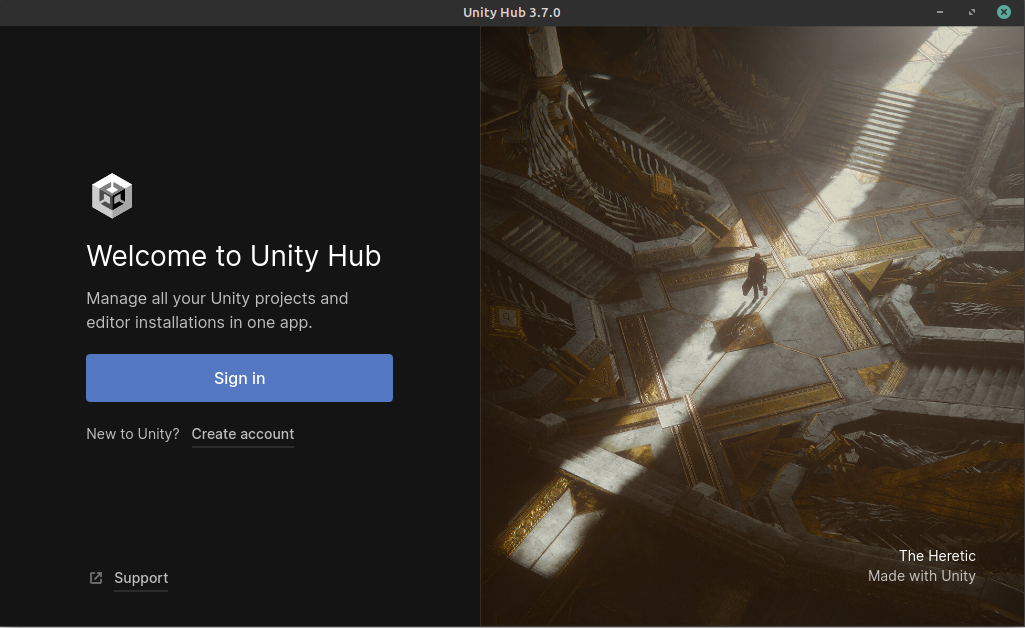 Unity Hub 3.7.0
Welcome to Unity Hub
Manage all your Unity projects and
editor installations in one app.
Sign in
New to Unity? Create account
Support
The Heretic
Made with Unity